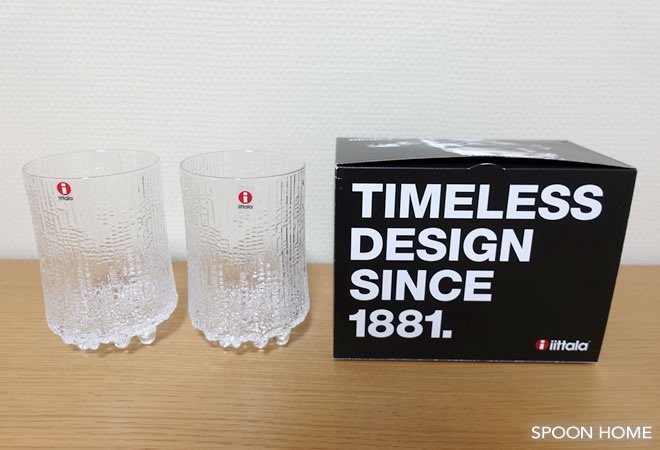 i
iittala
i
iittala
TIMELESS
DESIGN
SINCE
1881.
i iittala
SPOON HOME